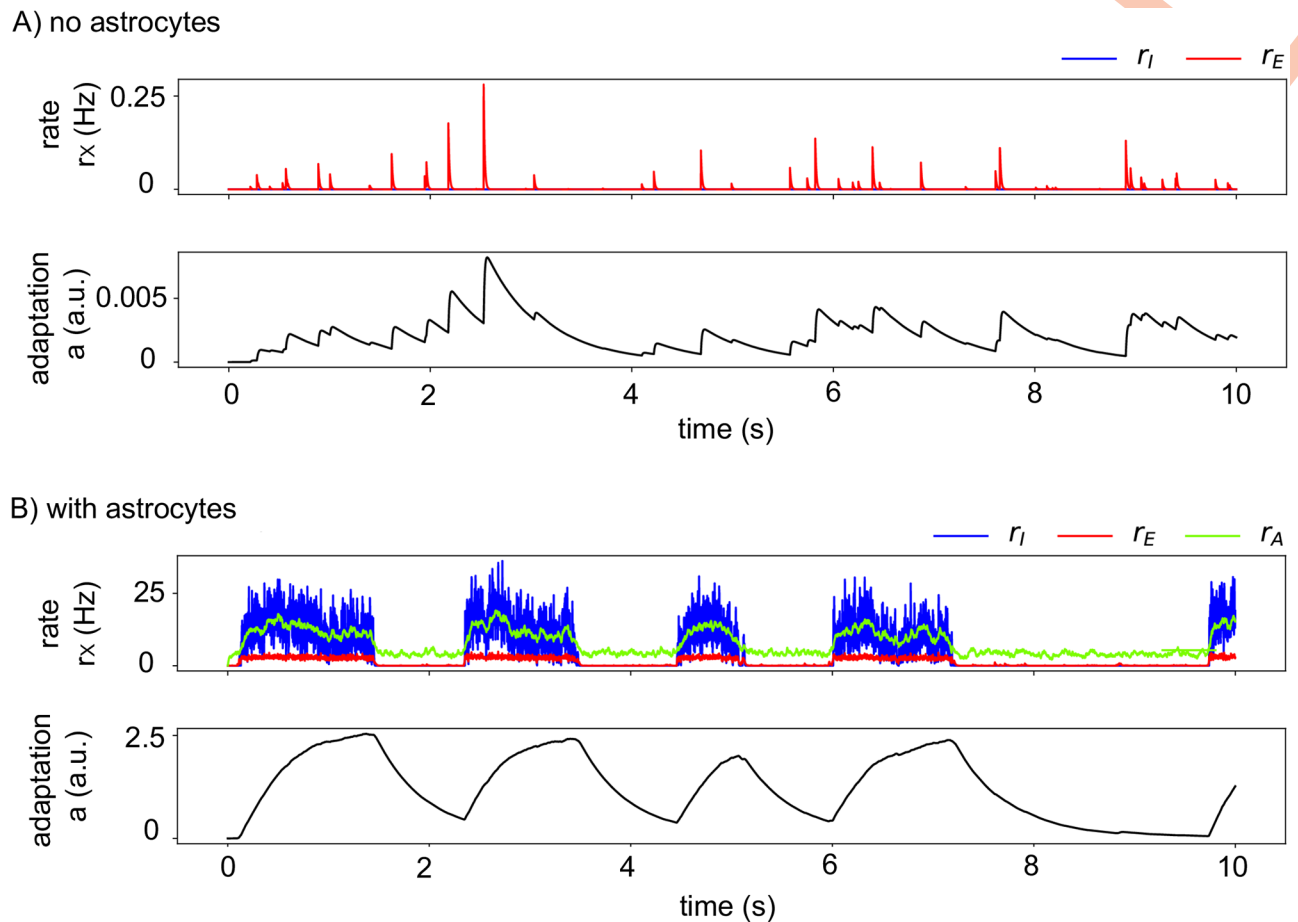 A) no astrocytes
r_I r_E
rate
rx (Hz)
0.25
0
adaptation
a (a.u.)
0.005
0
0 2 4 6 8 10
time (s)
B) with astrocytes
r_I r_E r_A
rate
rx (Hz)
25
0
adaptation
a (a.u.)
2.5
0
0 2 4 6 8 10
time (s)